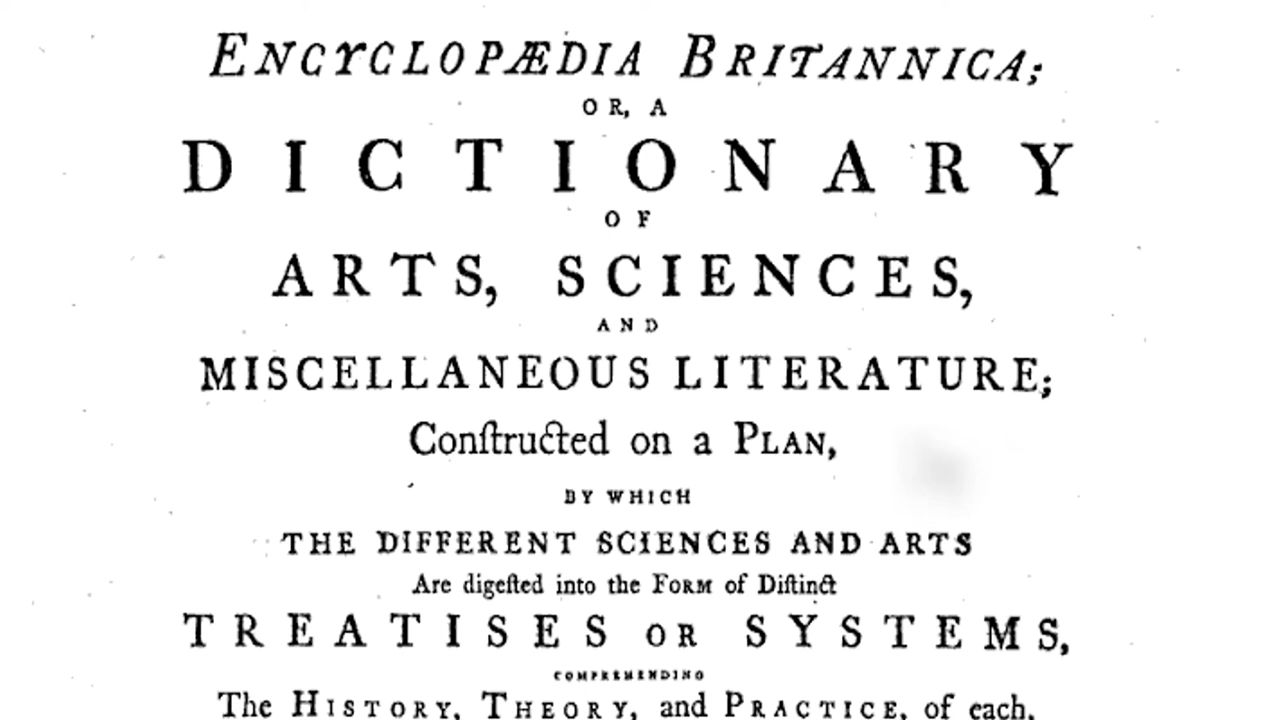 ENCYCLOPÆDIA BRITANNICA;
OR, A
DICTIONARY
OF
ARTS, SCIENCES,
AND
MISCELLANEOUS LITERATURE;
Conſtructed on a PLAN,
BY WHICH
THE DIFFERENT SCIENCES AND ARTS
Are digeſted into the FORM of Diſtinct
TREATISES OR SYSTEMS,
COMPREHENDING
The HISTORY, THEORY, and PRACTICE, of each,